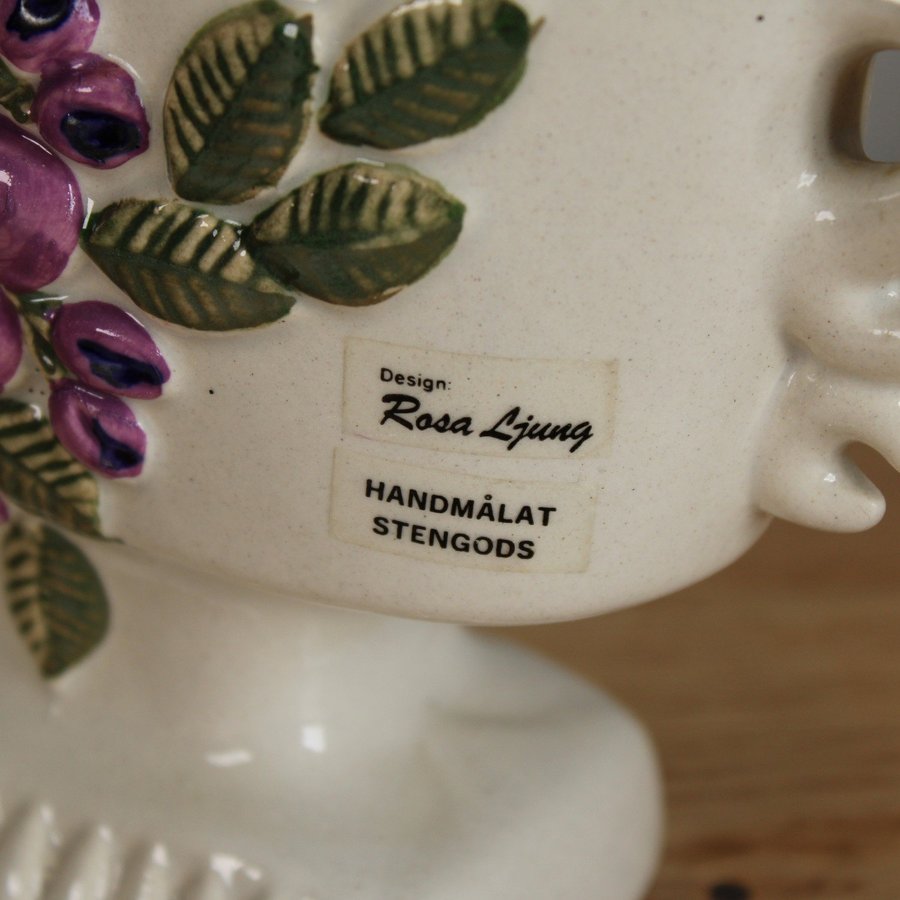 Design:
Rosa Ljung
HANDMÅLAT
STENGODS